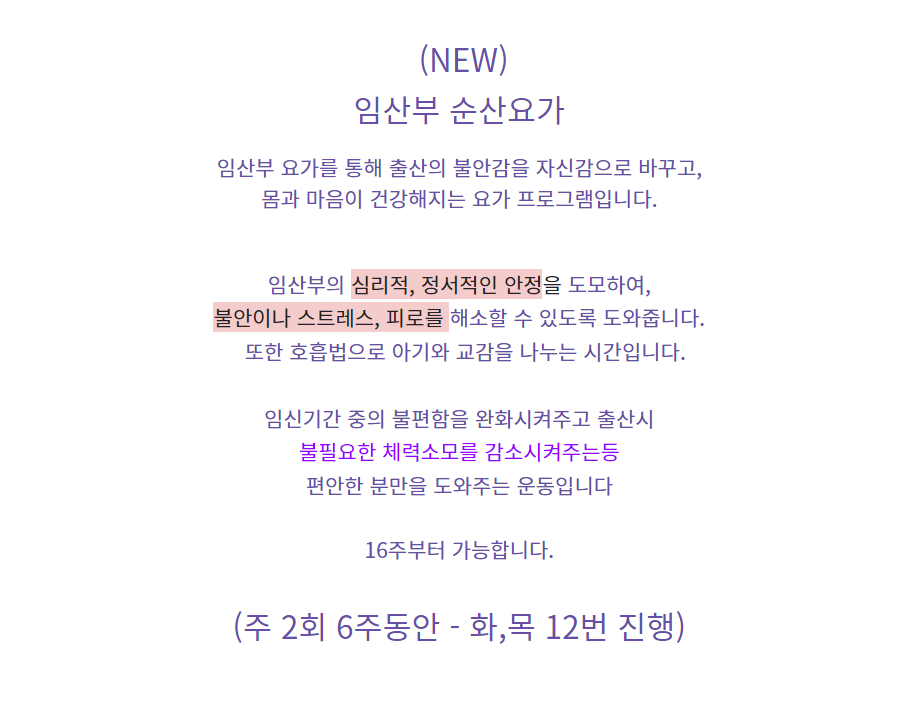 (NEW)
임산부 순산요가
임산부 요가를 통해 출산의 불안감을 자신감으로 바꾸고,
몸과 마음이 건강해지는 요가 프로그램입니다.
임산부의 심리적, 정서적인 안정을 도모하여,
불안이나 스트레스, 피로를 해소할 수 있도록 도와줍니다.
또한 호흡법으로 아기와 교감을 나누는 시간입니다.
임신기간 중의 불편함을 완화시켜주고 출산시
불필요한 체력소모를 감소시켜주는등
편안한 분만을 도와주는 운동입니다
16주부터 가능합니다.
(주 2회 6주동안 - 화,목 12번 진행)